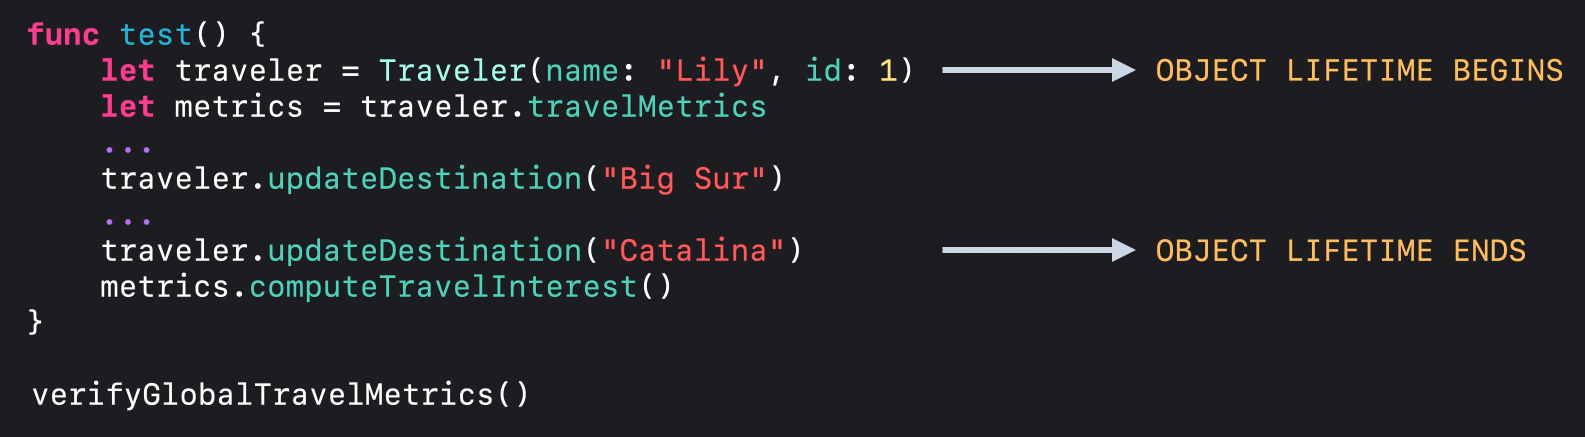 func test() {
    let traveler = Traveler(name: "Lily", id: 1) OBJECT LIFETIME BEGINS
    let metrics = traveler.travelMetrics
    ...
    traveler.updateDestination("Big Sur")
    ...
    traveler.updateDestination("Catalina") OBJECT LIFETIME ENDS
    metrics.computeTravelInterest()
}
verifyGlobalTravelMetrics()